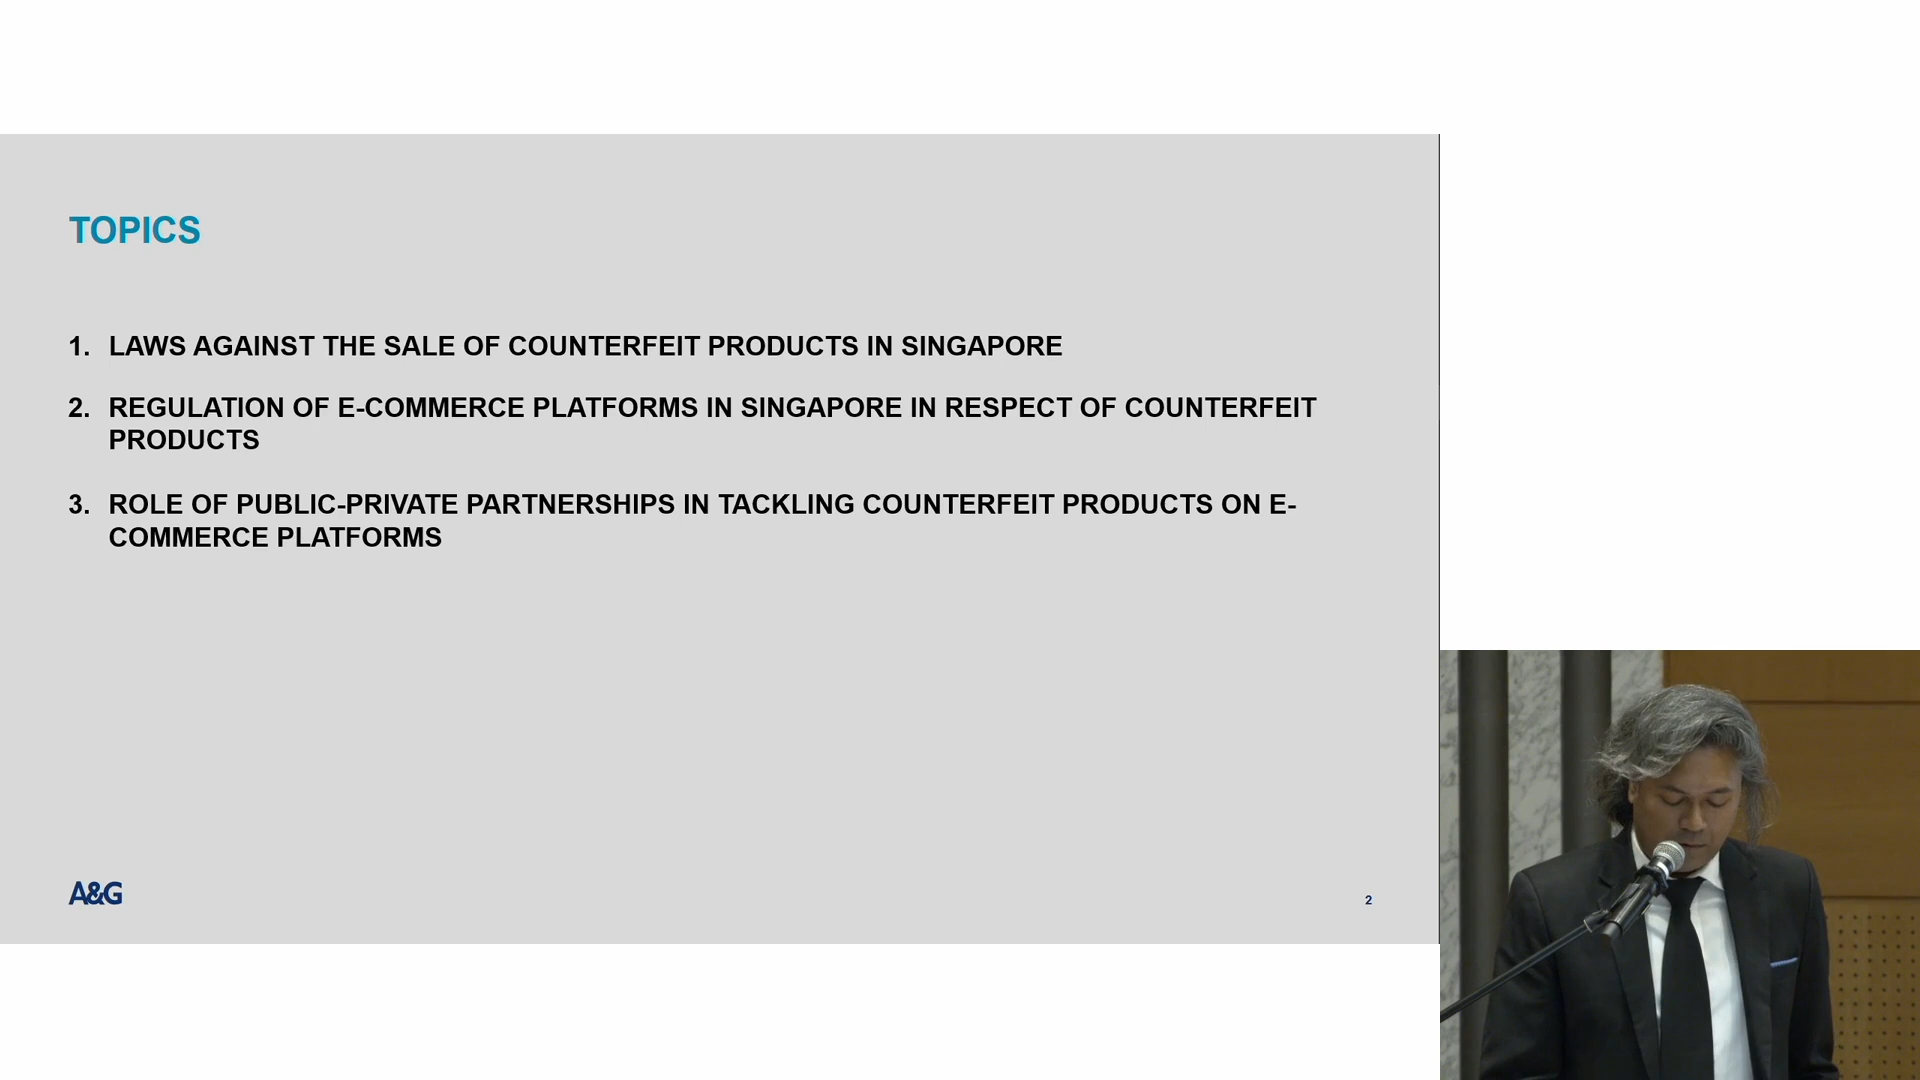 TOPICS
1. LAWS AGAINST THE SALE OF COUNTERFEIT PRODUCTS IN SINGAPORE
2. REGULATION OF E-COMMERCE PLATFORMS IN SINGAPORE IN RESPECT OF COUNTERFEIT
PRODUCTS
3. ROLE OF PUBLIC-PRIVATE PARTNERSHIPS IN TACKLING COUNTERFEIT PRODUCTS ON E-
COMMERCE PLATFORMS
A&G
2